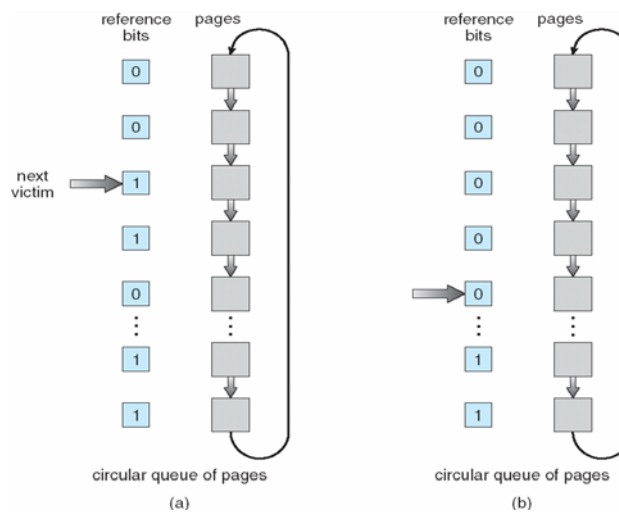 reference
bits
pages
0
0
next
victim
1
1
0
1
1
circular queue of pages
(a)
reference
bits
pages
0
0
0
0
0
1
1
circular queue of pages
(b)